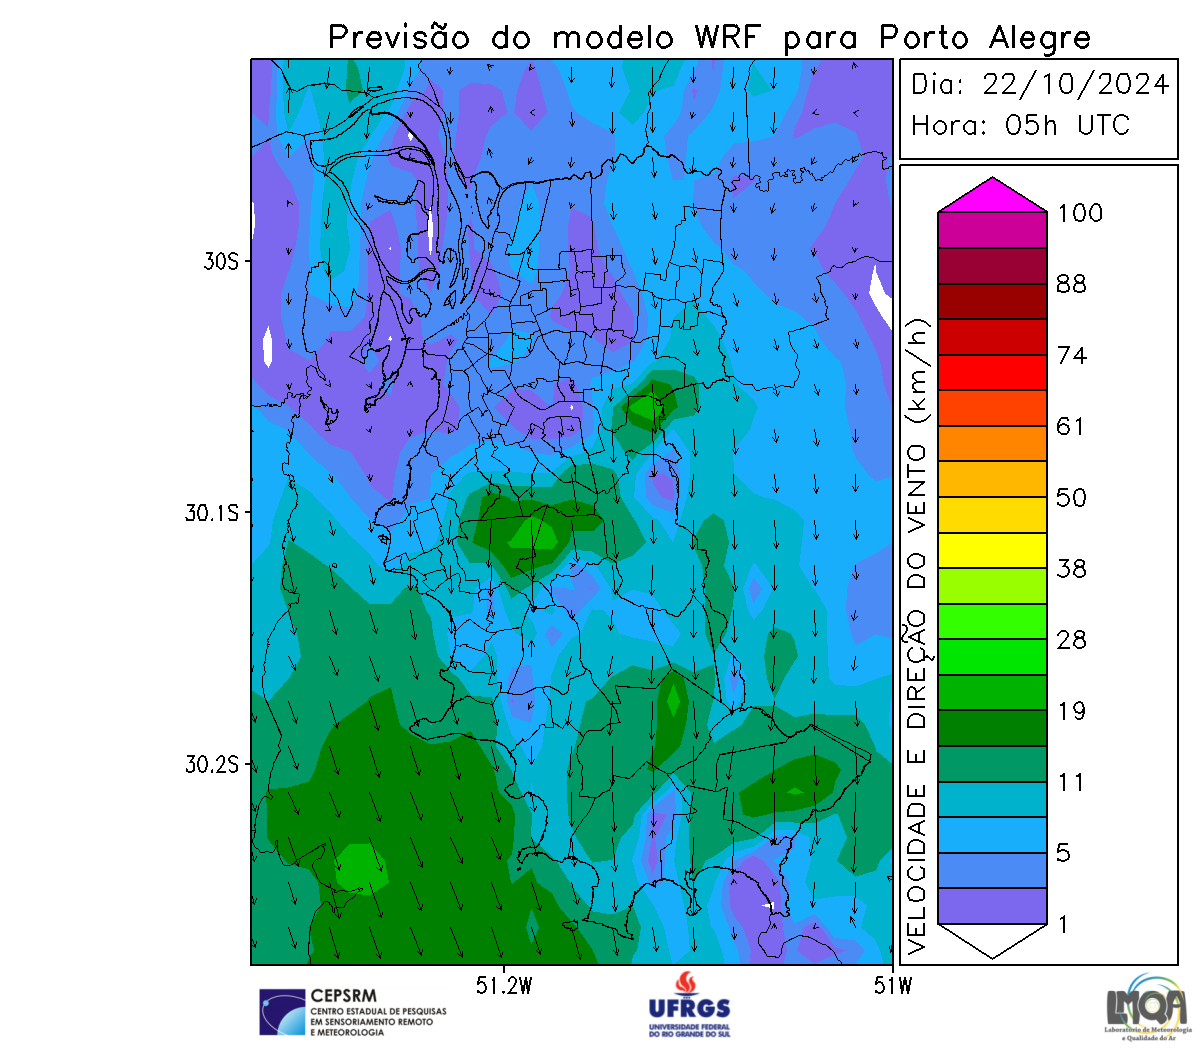 Previsão do modelo WRF para Porto Alegre
Dia: 22/10/2024
Hora: 05h UTC
100
88
74
61
50
38
28
19
11
5
1
VELOCIDADE E DIREÇÃO DO VENTO (km/h)
30S
30.1S
30.2S
51.2W
51W
CEPSRM
CENTRO ESTADUAL DE PESQUISAS
EM SENSORIAMENTO REMOTO
E METEOROLOGIA
UFRGS
UNIVERSIDADE FEDERAL
DO RIO GRANDE DO SUL
LMQA
Laboratório de Meteorologia
e Qualidade do Ar